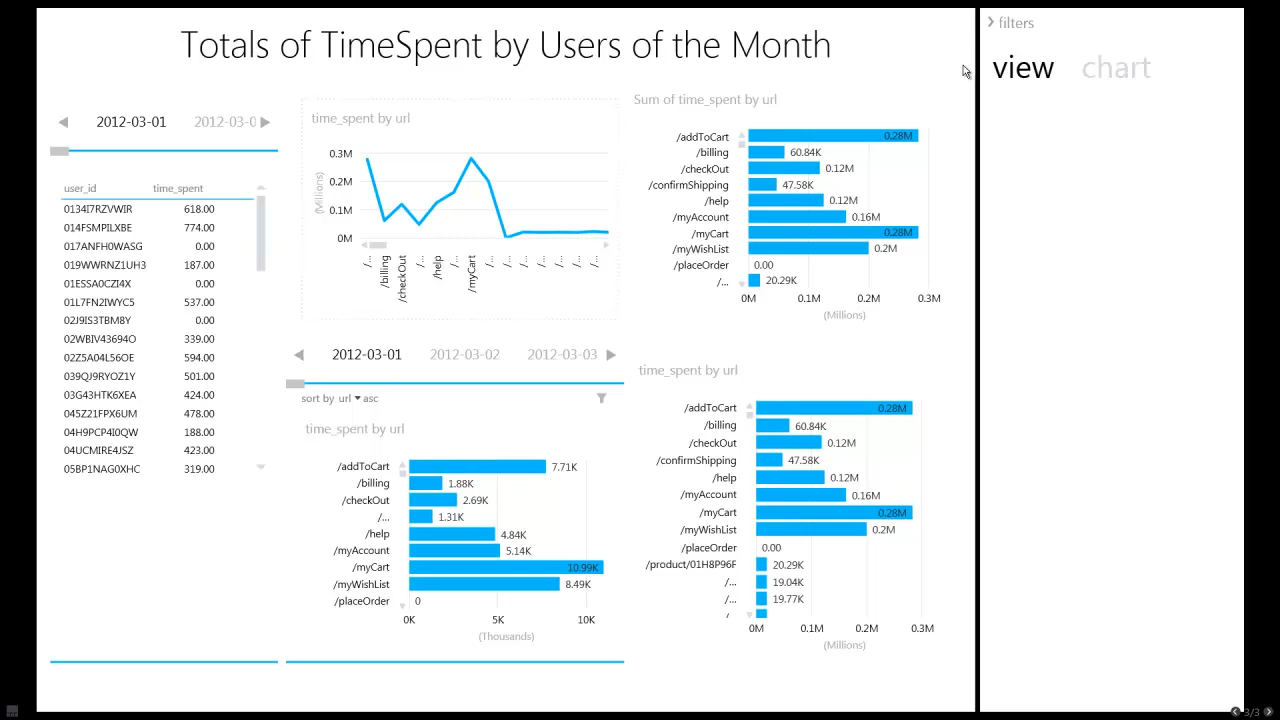 Totals of TimeSpent by Users of the Month
filters
view chart
2012-03-01 2012-03-0
user_id time_spent
0134I7RZVWIR 618.00
014FSMPILXBE 774.00
017ANFH0WASG 0.00
019WWRNZ1UH3 187.00
01ESSA0CZI4X 0.00
01L7FN2IWYC5 537.00
02J9IS3TBM8Y 0.00
02WBIV43694O 339.00
02Z5A04L56OE 594.00
039QJ9RYOZ1Y 501.00
03G43HTK6XEA 424.00
045Z21FPX6UM 478.00
04H9PCP4I0QW 188.00
04UCMIRE4JSZ 423.00
05BP1NAG0XHC 319.00
time_spent by url
0.3M
0.2M
0.1M
0M
(Millions)
/...
/billing
/checkOut
/...
/help
/...
/myCart
/...
/...
/...
/...
/...
/...
/...
2012-03-01 2012-03-02 2012-03-03
sort by url asc
time_spent by url
/addToCart 7.71K
/billing 1.88K
/checkOut 2.69K
/... 1.31K
/help 4.84K
/myAccount 5.14K
/myCart 10.99K
/myWishList 8.49K
/placeOrder 0
0K 5K 10K
(Thousands)
Sum of time_spent by url
/addToCart 0.28M
/billing 60.84K
/checkOut 0.12M
/confirmShipping 47.58K
/help 0.12M
/myAccount 0.16M
/myCart 0.28M
/myWishList 0.2M
/placeOrder 0.00
/... 20.29K
0M 0.1M 0.2M 0.3M
(Millions)
time_spent by url
/addToCart 0.28M
/billing 60.84K
/checkOut 0.12M
/confirmShipping 47.58K
/help 0.12M
/myAccount 0.16M
/myCart 0.28M
/myWishList 0.2M
/placeOrder 0.00
/product/01H8P96F 20.29K
/... 19.04K
/... 19.77K
/
0M 0.1M 0.2M 0.3M
(Millions)
3/3